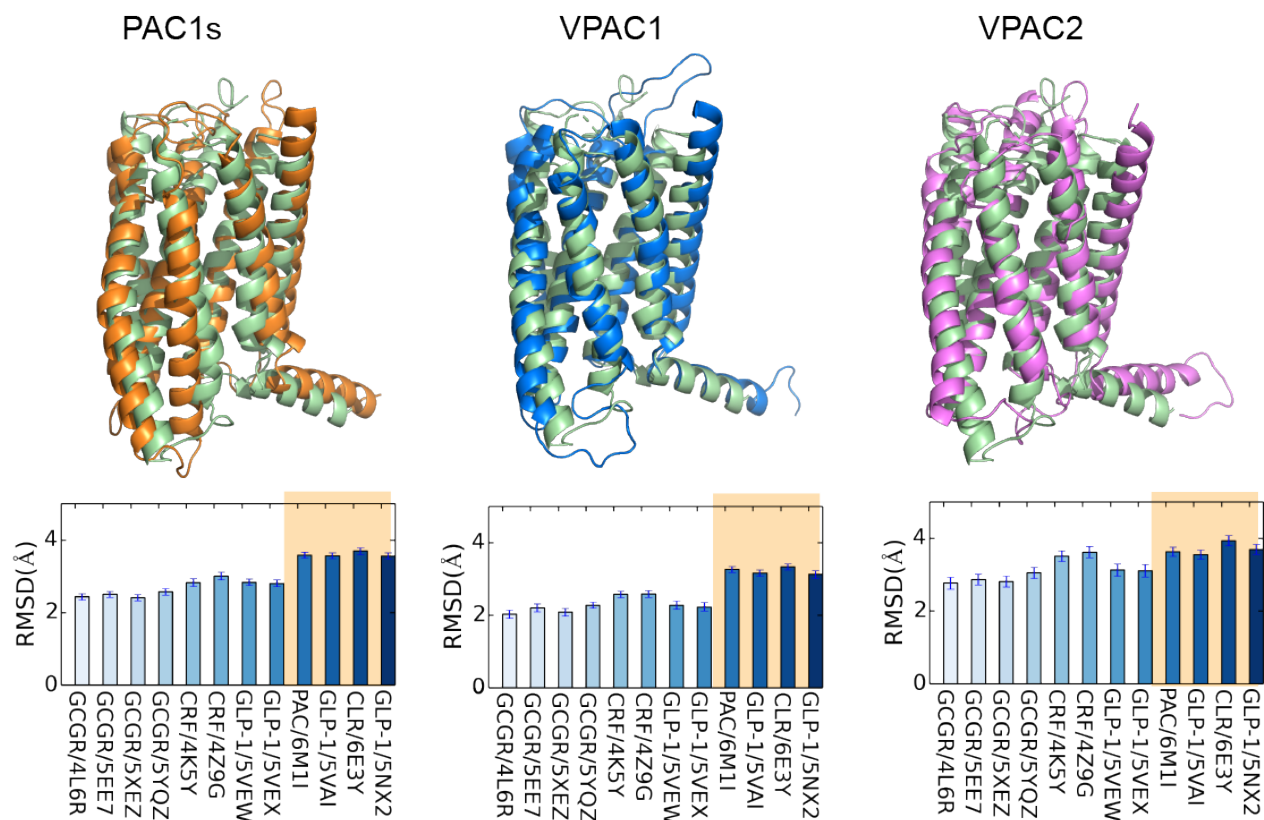 PAC1s
VPAC1
VPAC2
RMSD(Å)
4
2
0
GCGR/4L6R
GCGR/5EE7
GCGR/5XEZ
GCGR/5YQZ
CRF/4K5Y
CRF/4Z9G
GLP-1/5VEW
GLP-1/5VEX
PAC/6M1I
GLP-1/5VAI
CLR/6E3Y
GLP-1/5NX2
RMSD(Å)
4
2
0
GCGR/4L6R
GCGR/5EE7
GCGR/5XEZ
GCGR/5YQZ
CRF/4K5Y
CRF/4Z9G
GLP-1/5VEW
GLP-1/5VEX
PAC/6M1I
GLP-1/5VAI
CLR/6E3Y
GLP-1/5NX2
RMSD(Å)
4
2
0
GCGR/4L6R
GCGR/5EE7
GCGR/5XEZ
GCGR/5YQZ
CRF/4K5Y
CRF/4Z9G
GLP-1/5VEW
GLP-1/5VEX
PAC/6M1I
GLP-1/5VAI
CLR/6E3Y
GLP-1/5NX2